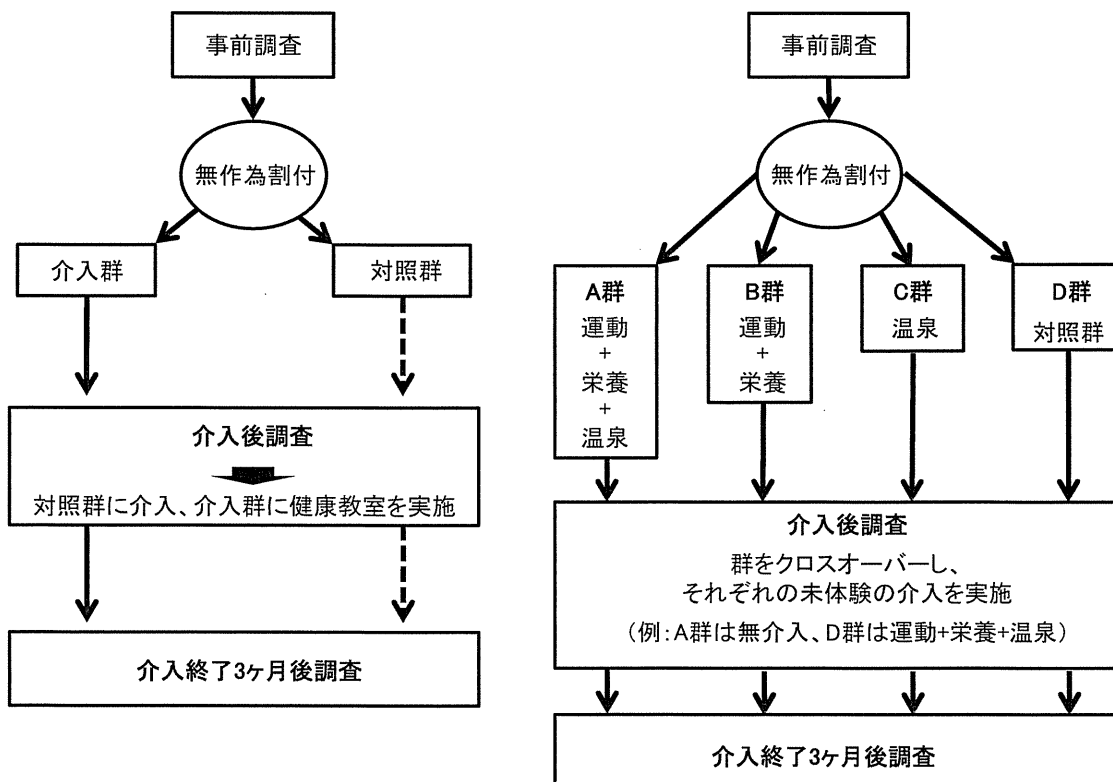 事前調査
無作為割付
介入群
対照群
介入後調査
対照群に介入、介入群に健康教室を実施
介入終了3ヶ月後調査
事前調査
無作為割付
A群
運動
+
栄養
+
温泉
B群
運動
+
栄養
C群
温泉
D群
対照群
介入後調査
群をクロスオーバーし、
それぞれの未体験の介入を実施
（例：A群は無介入、D群は運動+栄養+温泉）
介入終了3ヶ月後調査